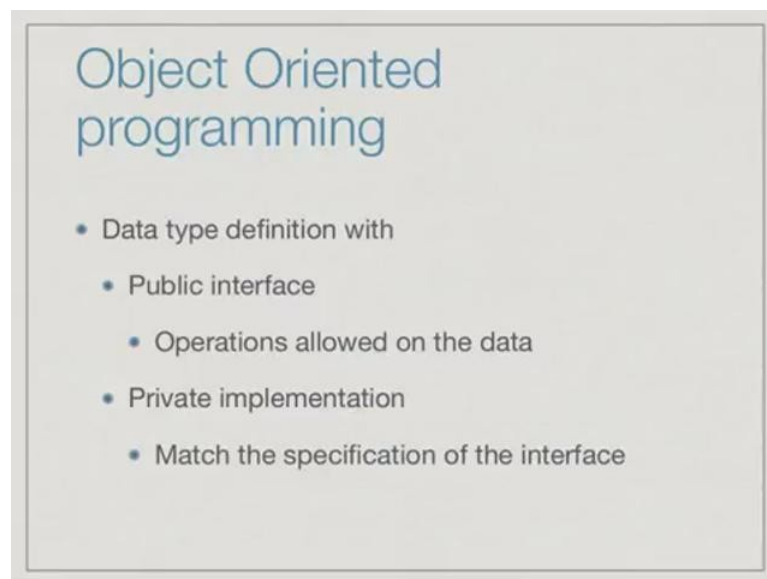 Object Oriented
programming
• Data type definition with
• Public interface
• Operations allowed on the data
• Private implementation
• Match the specification of the interface